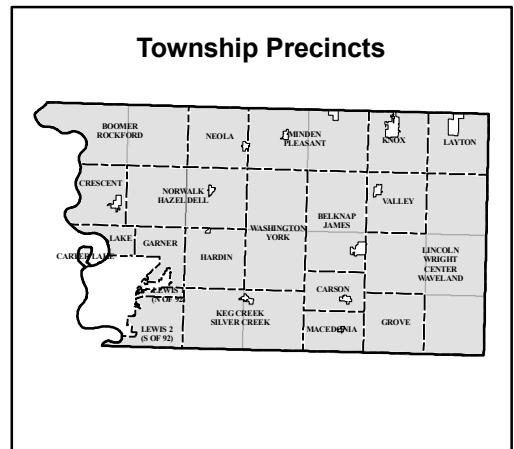 Township Precincts
BOOMER
ROCKFORD
NEOLA
MINDEN
PLEASANT
KNOX
LAYTON
CRESCENT
NORWALK
HAZEL DELL
VALLEY
BELKNAP
JAMES
WASHINGTON
YORK
LAKE
GARNER
CARTER LAKE
HARDIN
LINCOLN
WRIGHT
CENTER
WAVELAND
LEWIS 1
(N OF 92)
CARSON
KEG CREEK
SILVER CREEK
LEWIS 2
(S OF 92)
MACEDONIA
GROVE